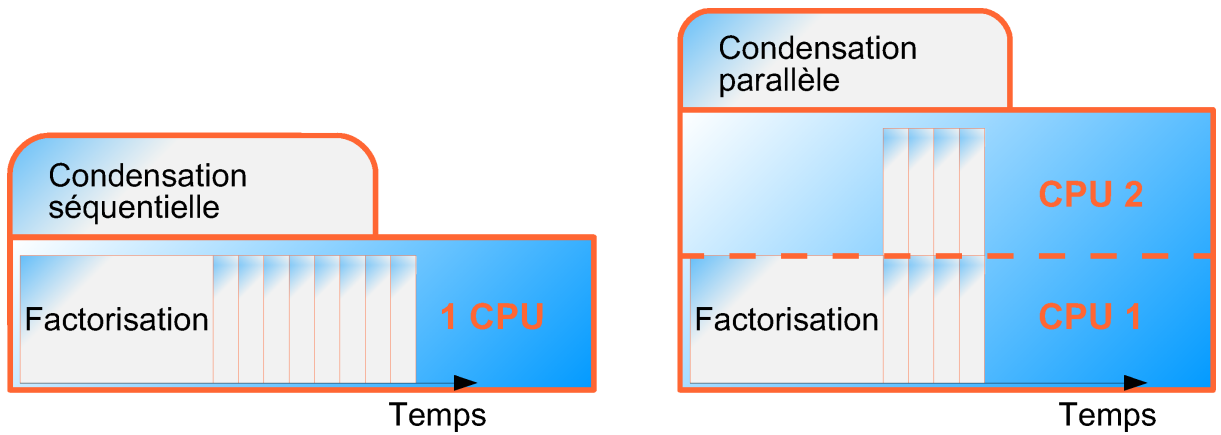 Condensation
séquentielle
Factorisation
1 CPU
Temps
Condensation
parallèle
CPU 2
Factorisation
CPU 1
Temps